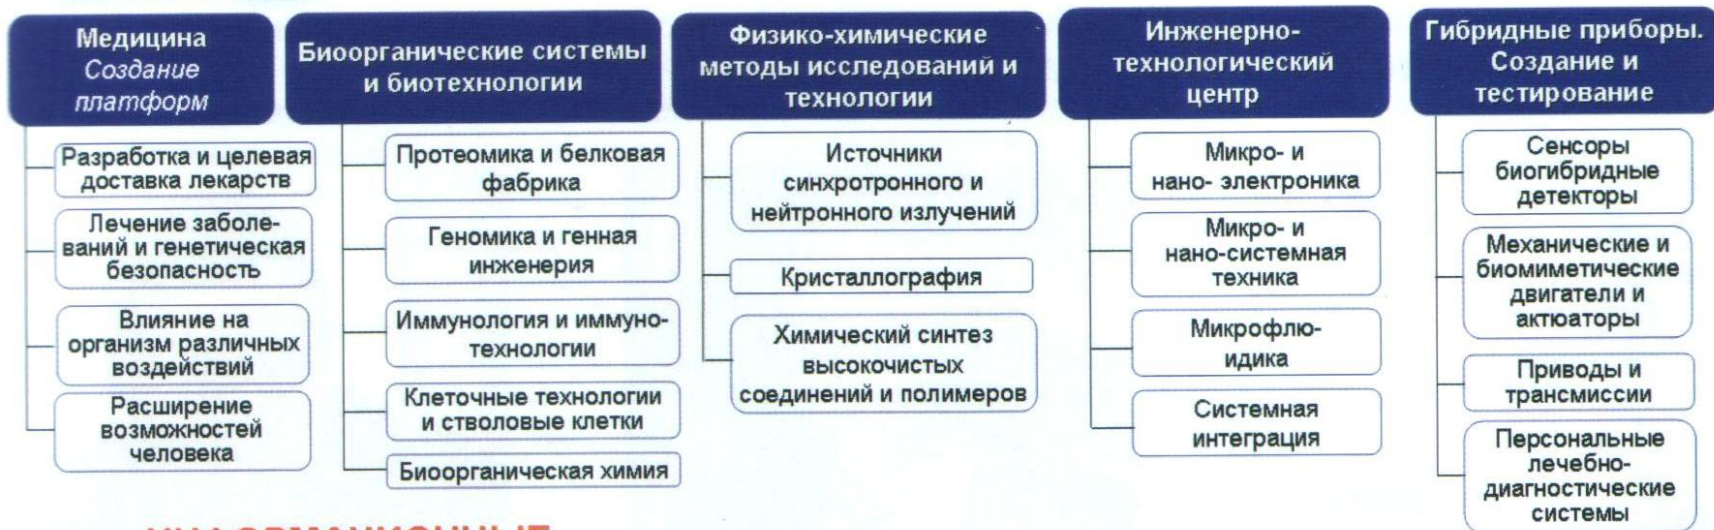 Медицина
Создание
платформ
Разработка и целевая
доставка лекарств
Лечение заболе-
ваний и генетическая
безопасность
Влияние на
организм различных
воздействий
Расширение
возможностей
человека
Биоорганические системы
и биотехнологии
Протеомика и белковая
фабрика
Геномика и генная
инженерия
Иммунология и иммуно-
технологии
Клеточные технологии
и стволовые клетки
Биоорганическая химия
Физико-химические
методы исследований и
технологии
Источники
синхротронного и
нейтронного излучений
Кристаллография
Химический синтез
высокочистых
соединений и полимеров
Инженерно-
технологический
центр
Микро- и
нано- электроника
Микро- и
нано-системная
техника
Микрофлю-
идика
Системная
интеграция
Гибридные приборы.
Создание и
тестирование
Сенсоры
биогибридные
детекторы
Механические и
биомиметические
двигатели и
актюаторы
Приводы и
трансмиссии
Персональные
лечебно-
диагностические
системы
ИНФОРМАЦИОННЫЕ